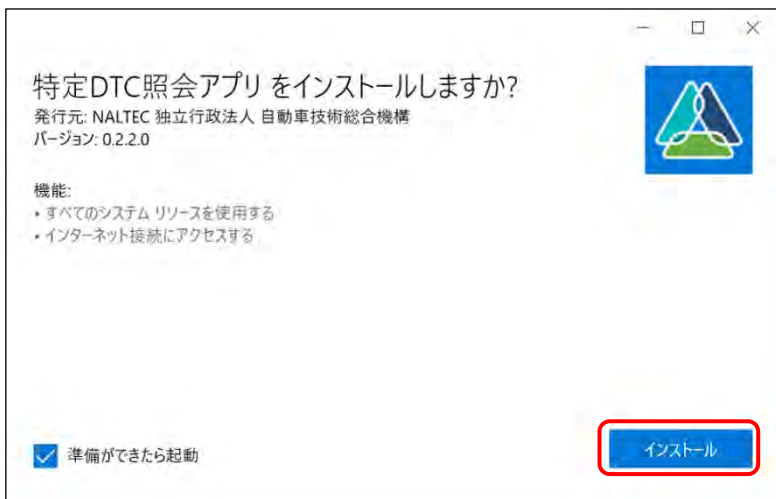 特定DTC照会アプリ をインストールしますか?
発行元: NALTEC 独立行政法人 自動車技術総合機構
バージョン: 0.2.2.0
機能:
• すべてのシステム リソースを使用する
• インターネット接続にアクセスする
準備ができたら起動
インストール